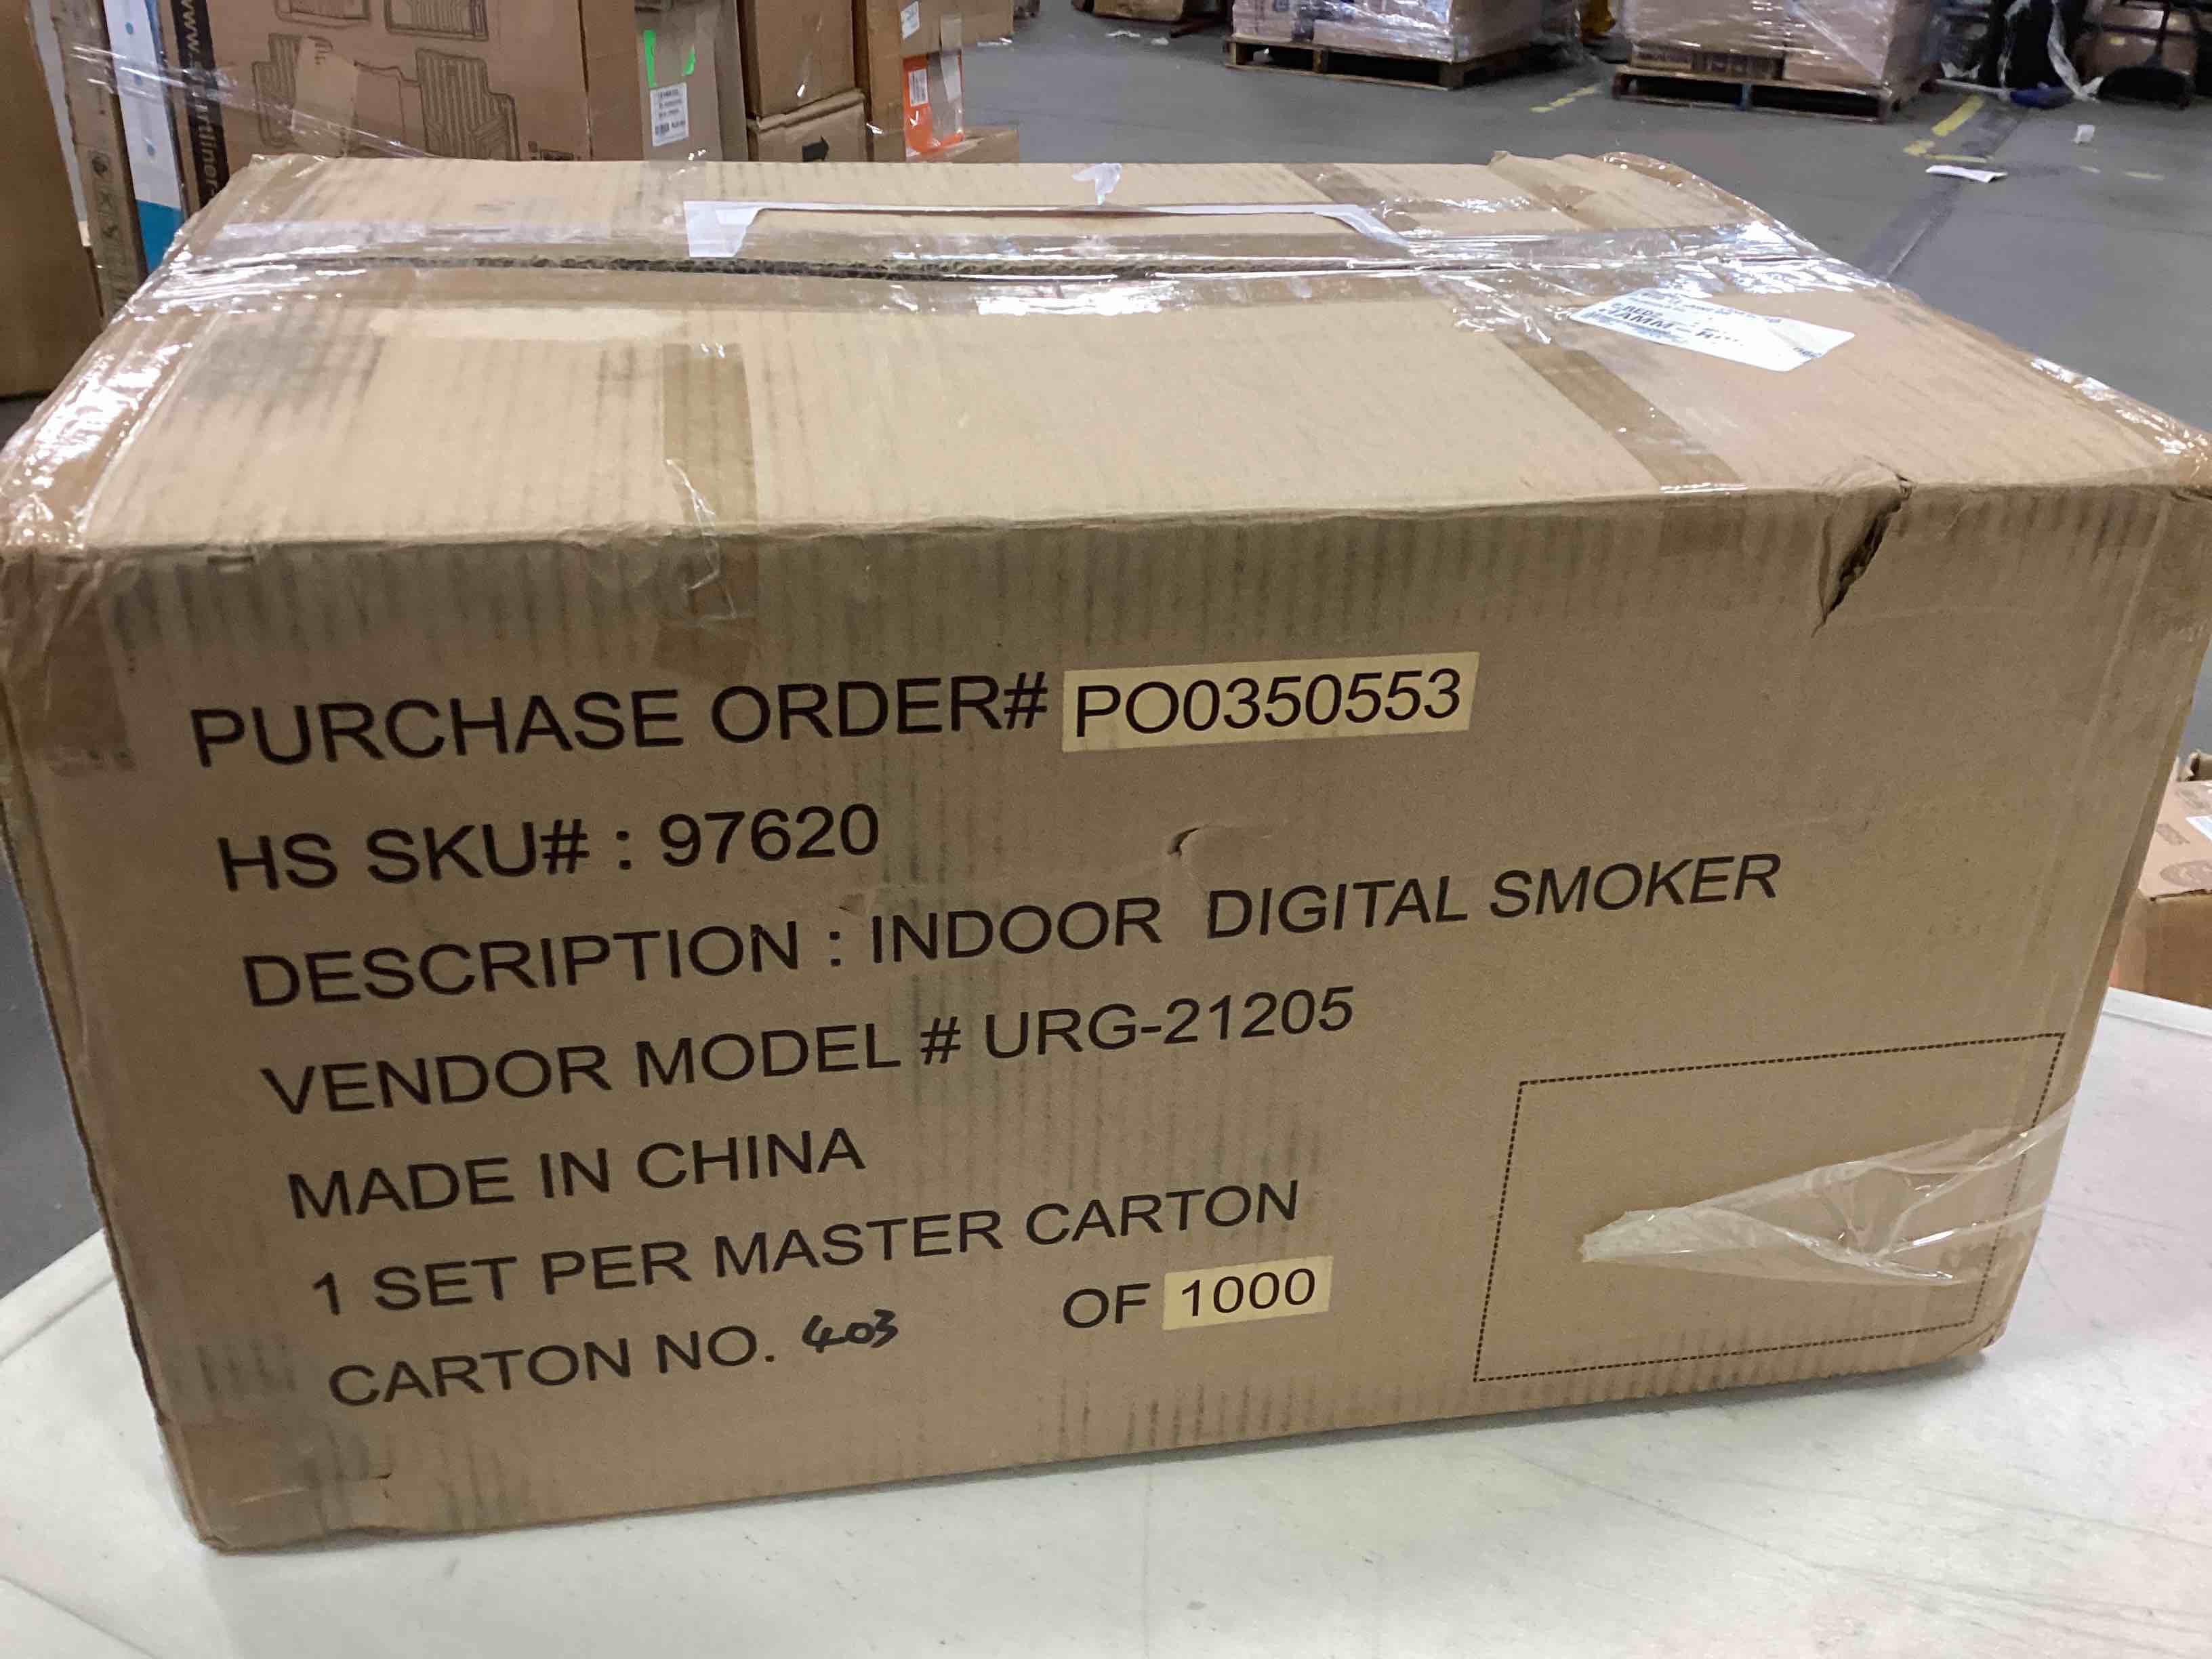 PURCHASE ORDER# PO0350553
HS SKU# : 97620
DESCRIPTION : INDOOR DIGITAL SMOKER
VENDOR MODEL # URG-21205
MADE IN CHINA
1 SET PER MASTER CARTON
CARTON NO. 403 OF 1000